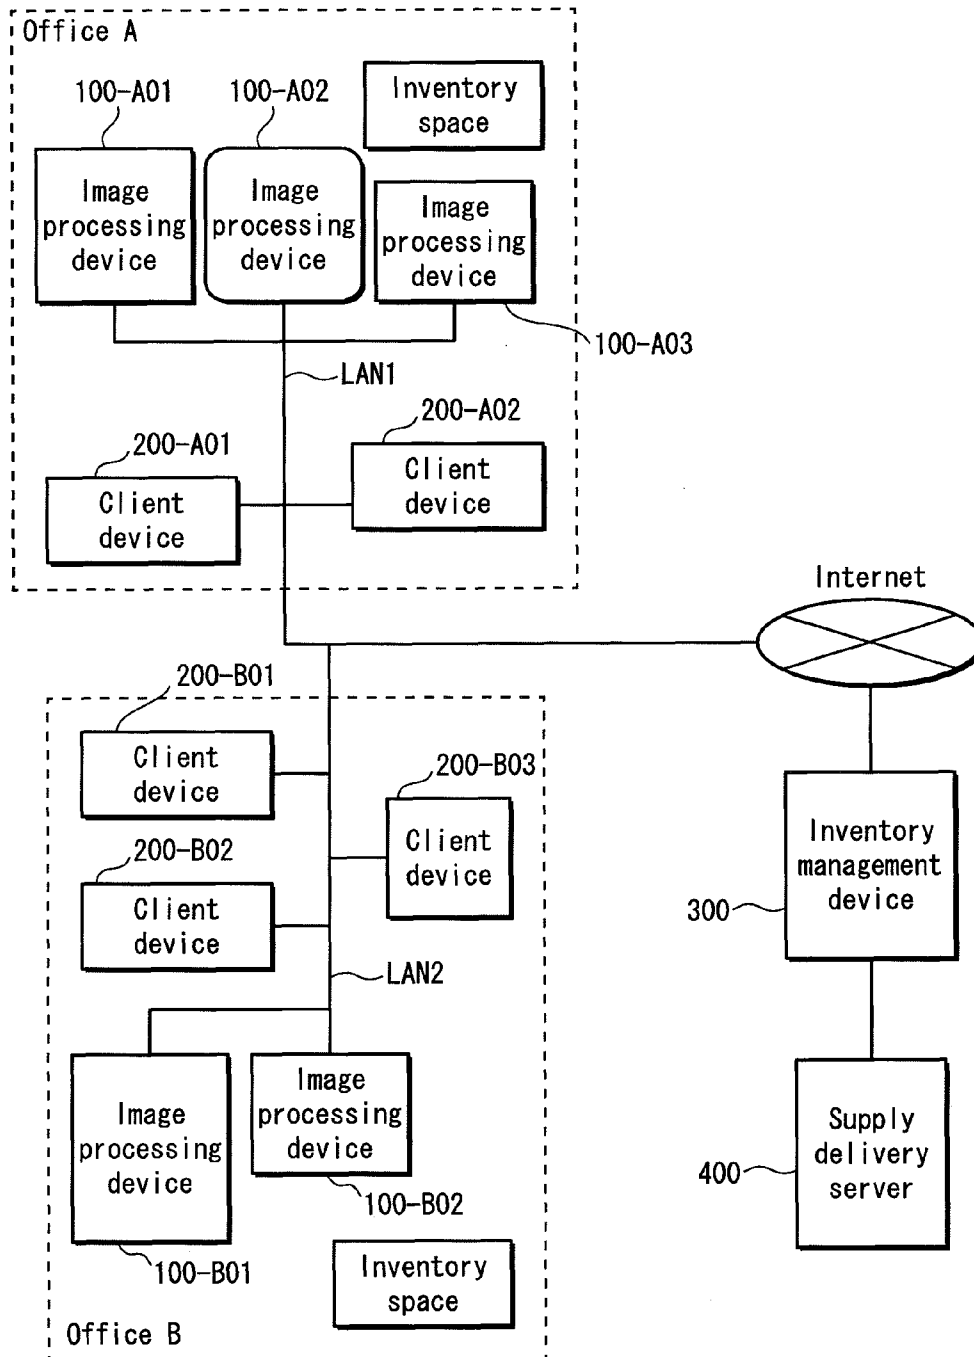 Office A
100-A01
100-A02
Inventory
space
Image
processing
device
Image
processing
device
Image
processing
device
100-A03
LAN1
200-A01
200-A02
Client
device
Client
device
Internet
200-B01
Client
device
200-B03
Client
device
200-B02
Client
device
Inventory
management
device
300
LAN2
Image
processing
device
Image
processing
device
100-B02
100-B01
Supply
delivery
server
400
Inventory
space
Office B